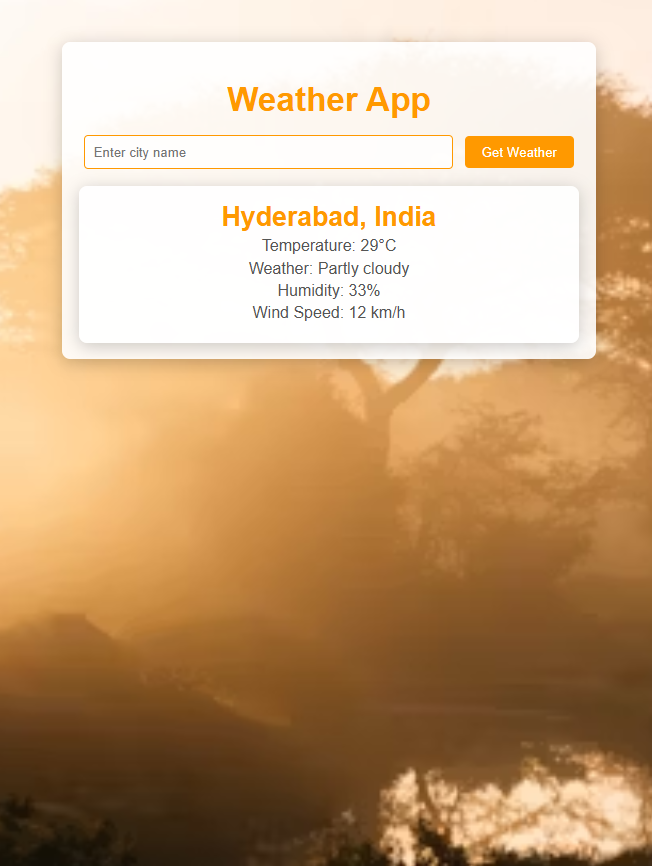 Weather App
Enter city name
Get Weather
Hyderabad, India
Temperature: 29°C
Weather: Partly cloudy
Humidity: 33%
Wind Speed: 12 km/h